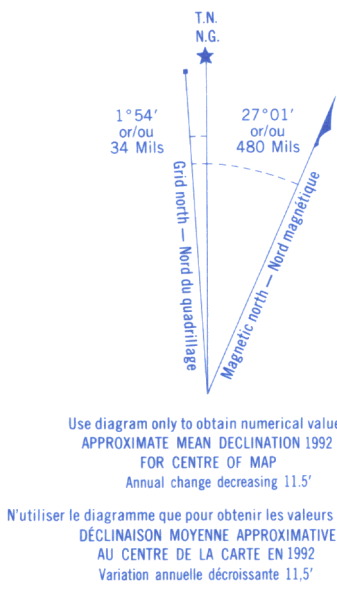 T.N.
N.G.
1°54′
or/ou
34 Mils
27°01′
or/ou
480 Mils
Grid north — Nord du quadrillage
Magnetic north — Nord magnétique
Use diagram only to obtain numerical
APPROXIMATE MEAN DECLINATION 1992
FOR CENTRE OF MAP
Annual change decreasing 11.5′
N'utiliser le diagramme que pour obtenir les valeurs
DÉCLINAISON MOYENNE APPROXIMATIVE
AU CENTRE DE LA CARTE EN 1992
Variation annuelle décroissante 11,5′